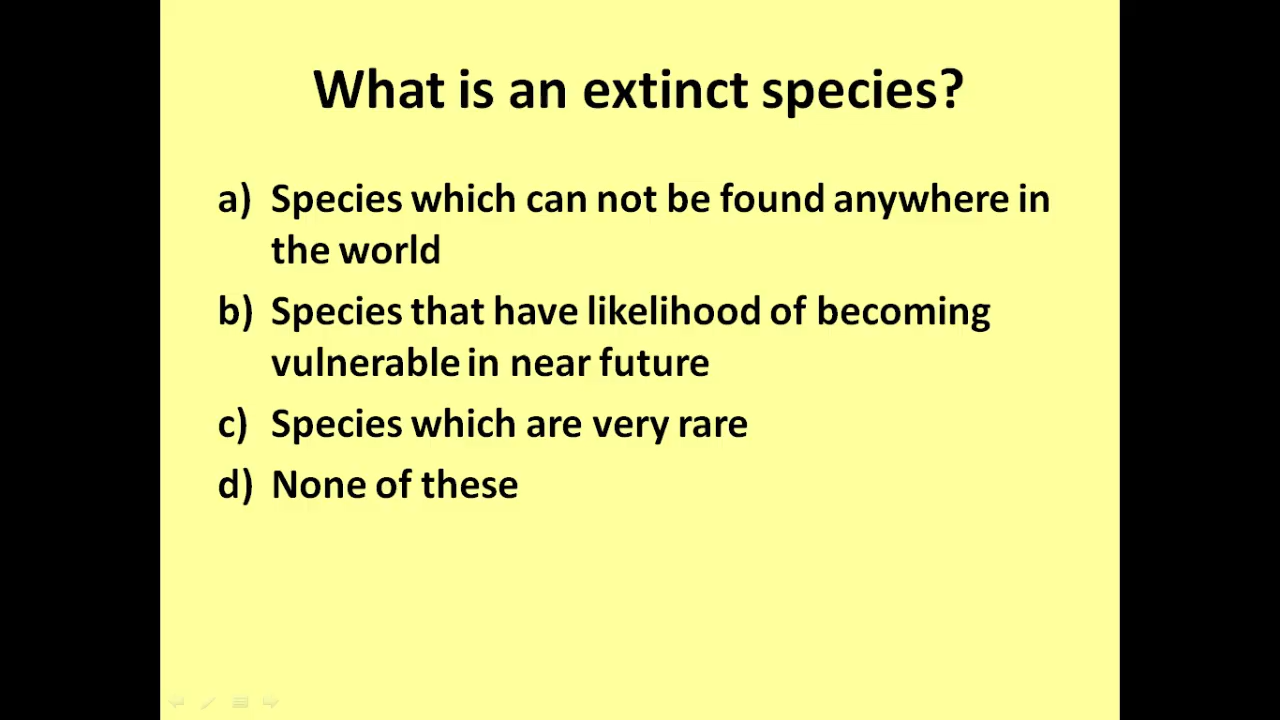 What is an extinct species?
a) Species which can not be found anywhere in
the world
b) Species that have likelihood of becoming
vulnerable in near future
c) Species which are very rare
d) None of these